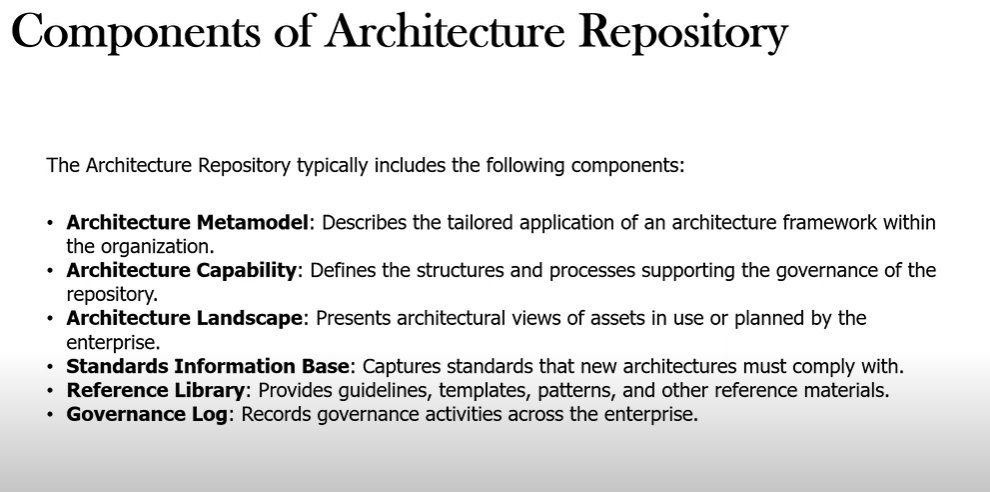 Components of Architecture Repository
The Architecture Repository typically includes the following components:
• Architecture Metamodel: Describes the tailored application of an architecture framework within
the organization.
• Architecture Capability: Defines the structures and processes supporting the governance of the
repository.
• Architecture Landscape: Presents architectural views of assets in use or planned by the
enterprise.
• Standards Information Base: Captures standards that new architectures must comply with.
• Reference Library: Provides guidelines, templates, patterns, and other reference materials.
• Governance Log: Records governance activities across the enterprise.